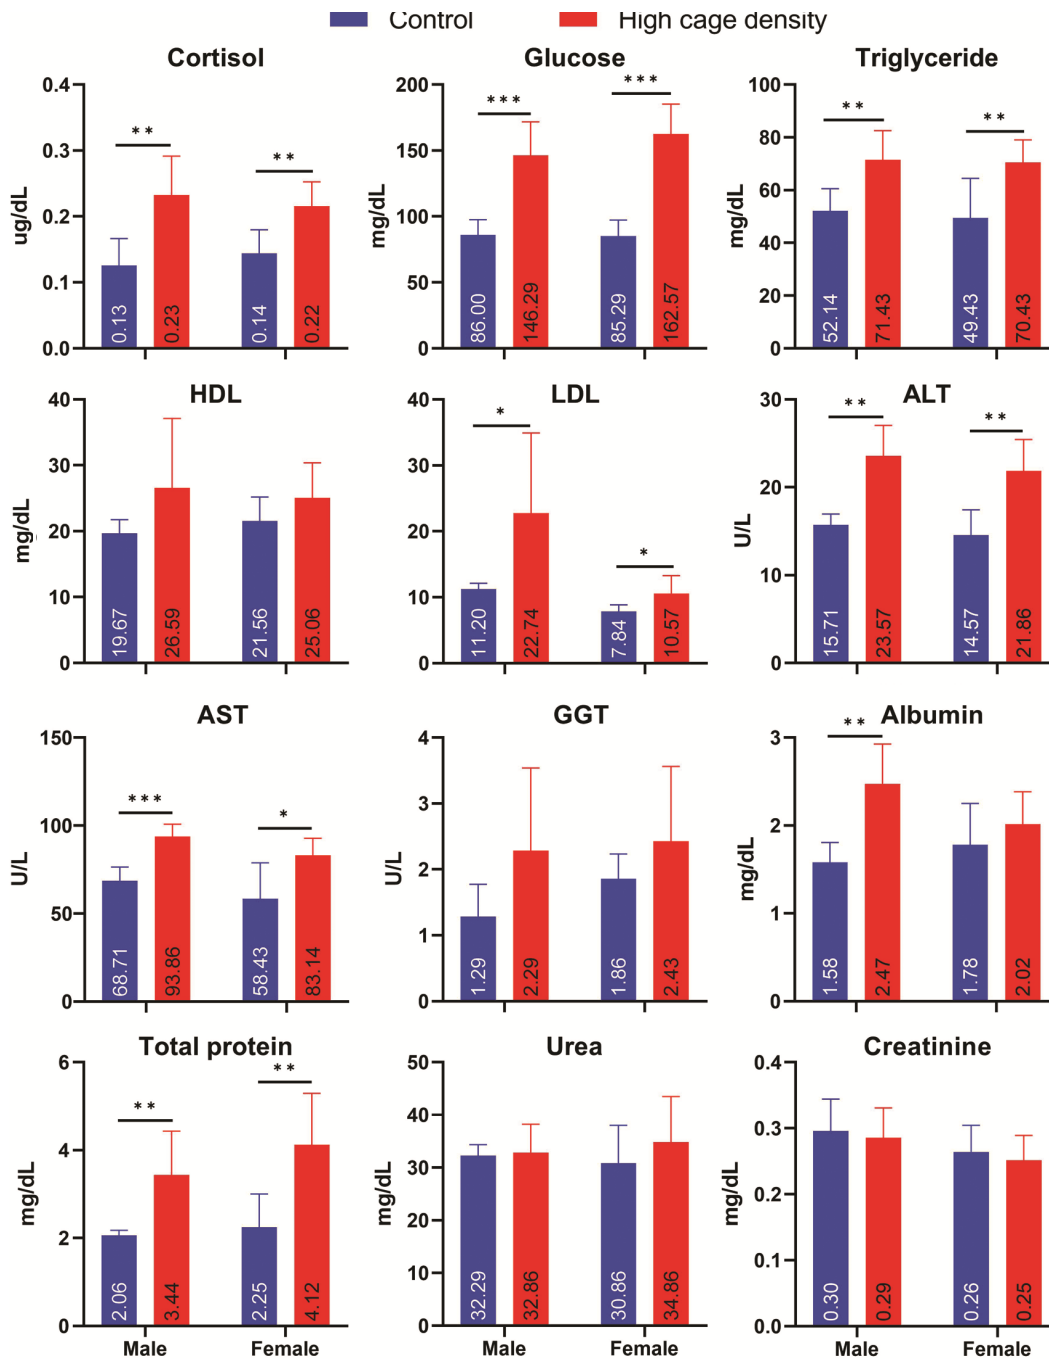 Control High cage density
Cortisol Glucose Triglyceride
0.4 200 100
*** ***
** ** **
0.3 150 80
**
60
ug/dL 0.2 mg/dL 100 mg/dL
40
0.1 50
20
0.13 0.23 0.14 0.22 86.00 146.29 85.29 162.57 52.14 71.43 49.43 70.43
0.0 0 0
HDL LDL ALT
40 40 30
* ** **
30 30
20
mg/dL 20 mg/dL 20 U/L
*
10
10 10
19.67 26.59 21.56 25.06 11.20 22.74 7.84 10.57 15.71 23.57 14.57 21.86
0 0 0
AST GGT Albumin
150 4 3
**
*** * 3
100 2
U/L U/L 2 mg/dL
50 1
1
68.71 93.86 58.43 83.14 1.29 2.29 1.86 2.43 1.58 2.47 1.78 2.02
0 0 0
Total protein Urea Creatinine
6 50 0.4
** **
40
4 0.3
30
mg/dL mg/dL mg/dL 0.2
2 20
10 0.1
2.06 3.44 2.25 4.12 32.29 32.86 30.86 34.86 0.30 0.29 0.26 0.25
0 0 0.0
Male Female Male Female Male Female